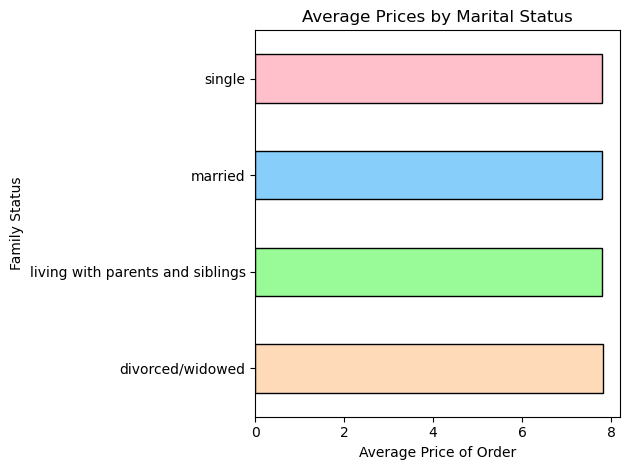 Average Prices by Marital Status
Family Status
single
married
living with parents and siblings
divorced/widowed
0 2 4 6 8
Average Price of Order